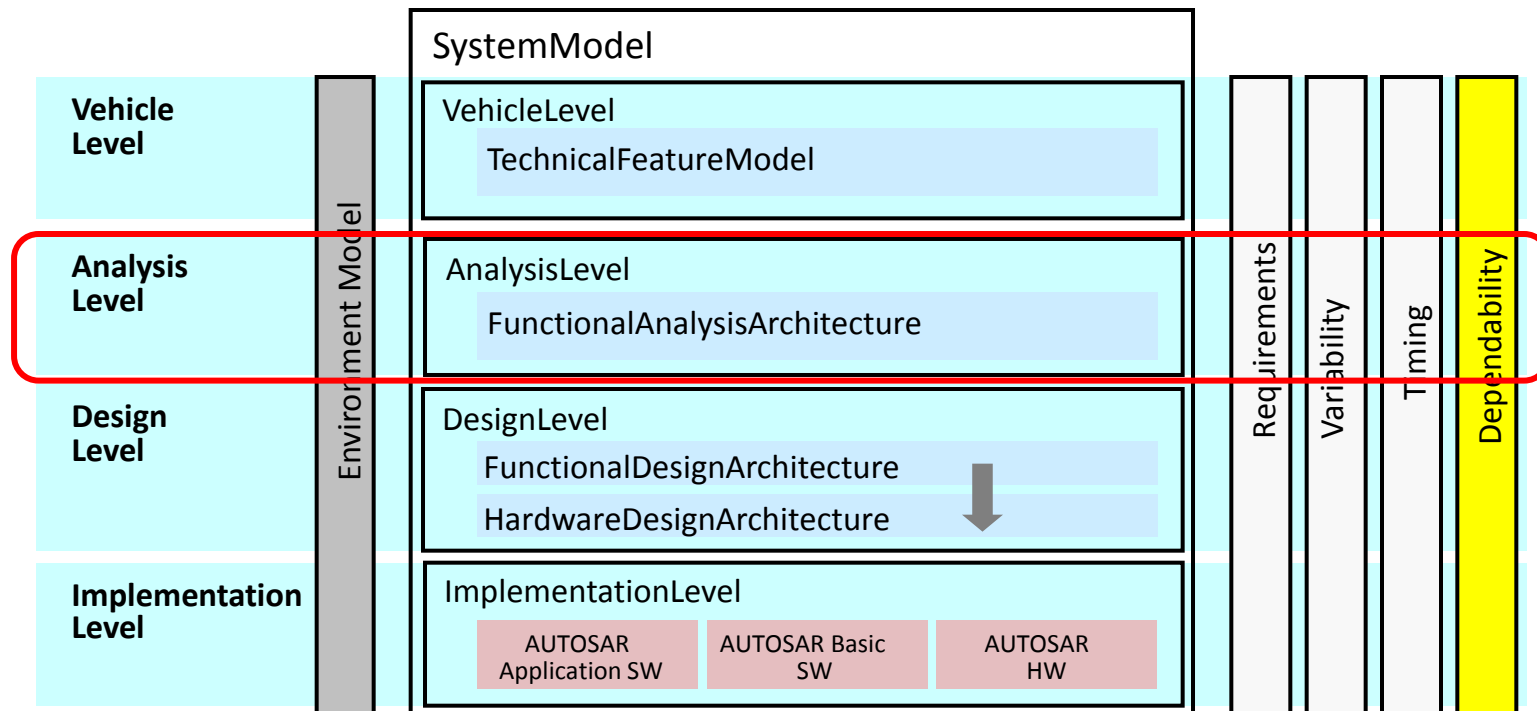 SystemModel
Vehicle
Level
VehicleLevel
TechnicalFeatureModel
Analysis
Level
AnalysisLevel
FunctionalAnalysisArchitecture
Design
Level
DesignLevel
FunctionalDesignArchitecture
HardwareDesignArchitecture
Implementation
Level
ImplementationLevel
AUTOSAR
Application SW
AUTOSAR Basic
SW
AUTOSAR
HW
Environment Model
Requirements
Variability
Timing
Dependability